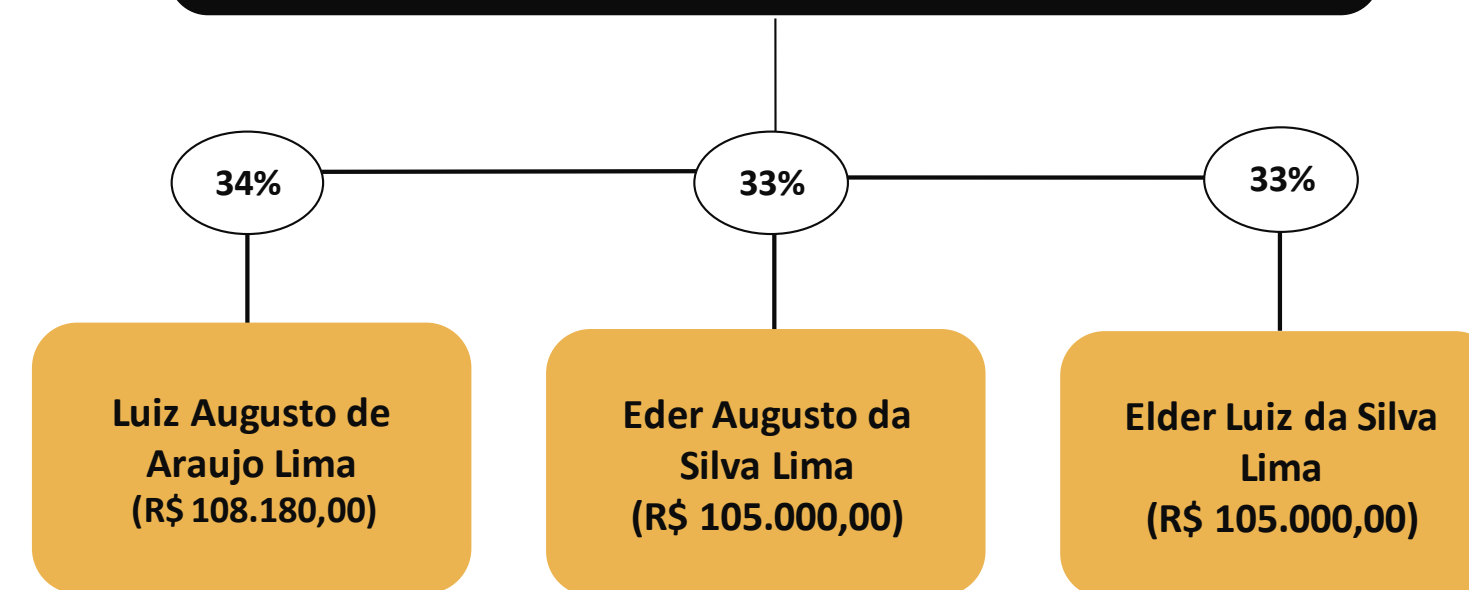 34%
33%
33%
Luiz Augusto de
Araujo Lima
(R$ 108.180,00)
Eder Augusto da
Silva Lima
(R$ 105.000,00)
Elder Luiz da Silva
Lima
(R$ 105.000,00)